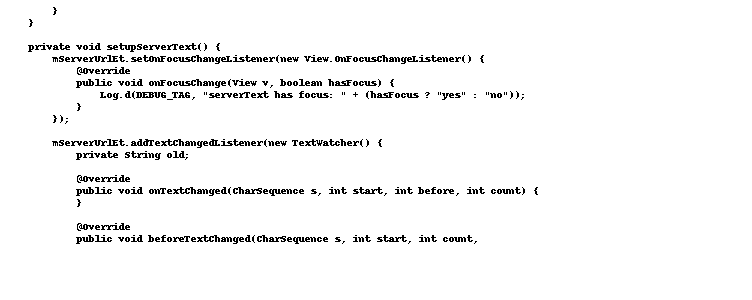 }
    }

    private void setupServerText() {
        mServerUrlEt.setOnFocusChangeListener(new View.OnFocusChangeListener() {
            @Override
            public void onFocusChange(View v, boolean hasFocus) {
                Log.d(DEBUG_TAG, "serverText has focus: " + (hasFocus ? "yes" : "no"));
            }
        });

        mServerUrlEt.addTextChangedListener(new TextWatcher() {
            private String old;

            @Override
            public void onTextChanged(CharSequence s, int start, int before, int count) {
            }

            @Override
            public void beforeTextChanged(CharSequence s, int start, int count,